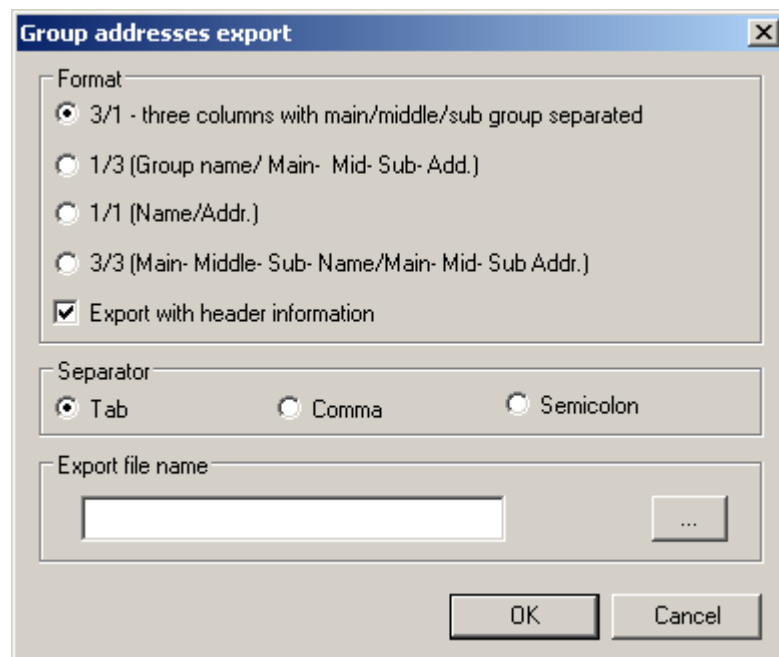 Group addresses export
Format
3/1 - three columns with main/middle/sub group separated
1/3 (Group name/ Main- Mid- Sub- Add.)
1/1 (Name/Addr.)
3/3 (Main- Middle- Sub- Name/Main- Mid- Sub Addr.)
Export with header information
Separator
Tab Comma Semicolon
Export file name
...
OK Cancel